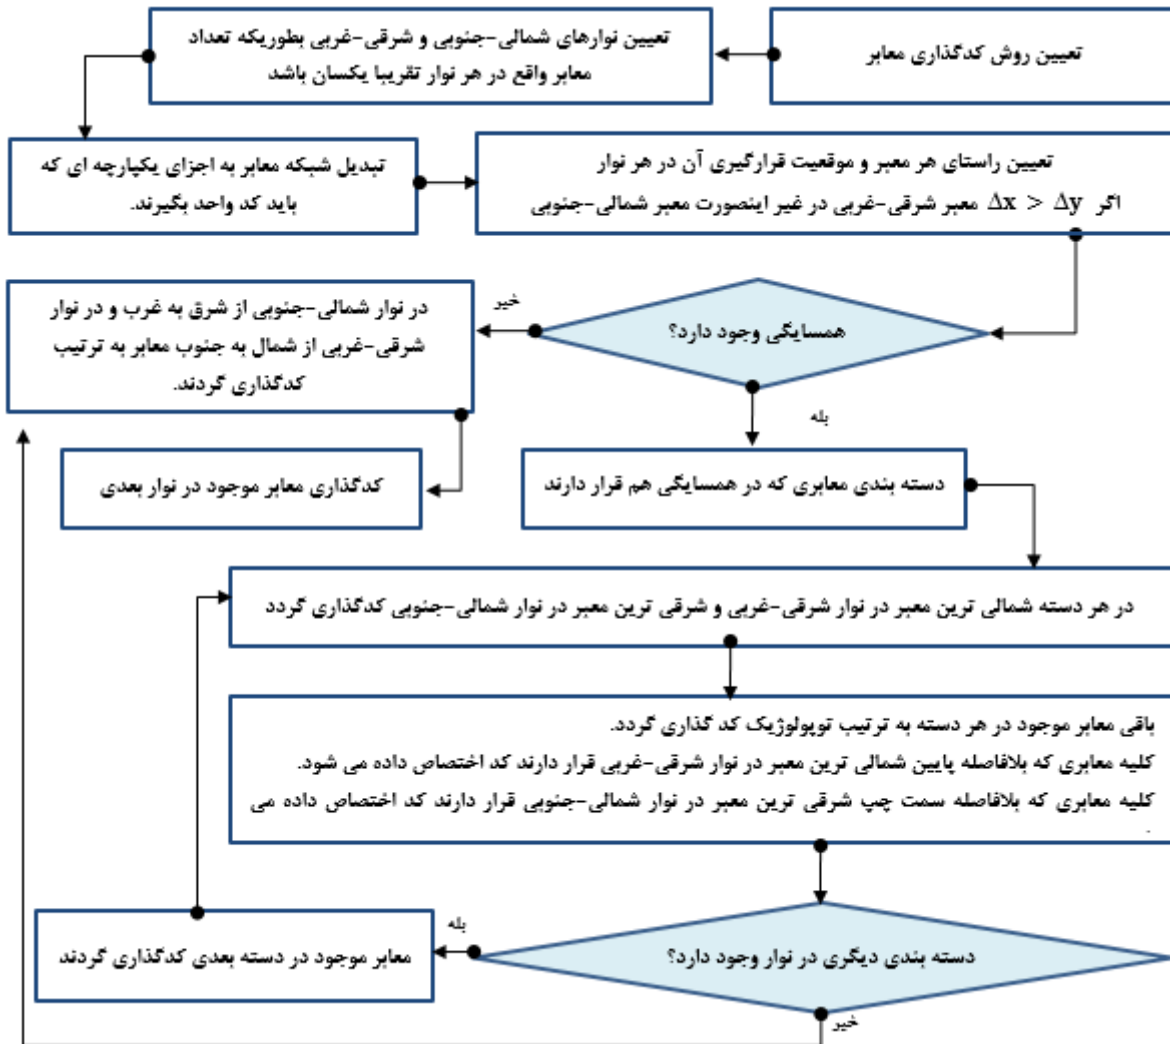 تعیین روش کدگذاری معابر
تعیین نوارهای شمالی-جنوبی و شرقی-غربی بطوریکه تعداد
معابر واقع در هر نوار تقریبا یکسان باشد
تبدیل شبکه معابر به اجزای یکپارچه ای که
باید کد واحد بگیرند.
تعیین راستای هر معبر و موقعیت قرارگیری آن در هر نوار
اگر Δx > Δy معبر شرقی-غربی در غیر اینصورت معبر شمالی-جنوبی
همسایگی وجود دارد؟
خیر
در نوار شمالی-جنوبی از شرق به غرب و در نوار
شرقی-غربی از شمال به جنوب معابر به ترتیب
کدگذاری گردند.
کدگذاری معابر موجود در نوار بعدی
بله
دسته بندی معابری که در همسایگی هم قرار دارند
در هر دسته شمالی ترین معبر در نوار شرقی-غربی و شرقی ترین معبر در نوار شمالی-جنوبی کدگذاری گردد
باقی معابر موجود در هر دسته به ترتیب توپولوژیک کد گذاری گردد.
کلیه معابری که بلافاصله پایین شمالی ترین معبر در نوار شرقی-غربی قرار دارند کد اختصاص داده می شود.
کلیه معابری که بلافاصله سمت چپ شرقی ترین معبر در نوار شمالی-جنوبی قرار دارند کد اختصاص داده می
دسته بندی دیگری در نوار وجود دارد؟
بله
معابر موجود در دسته بعدی کدگذاری گردند
خیر